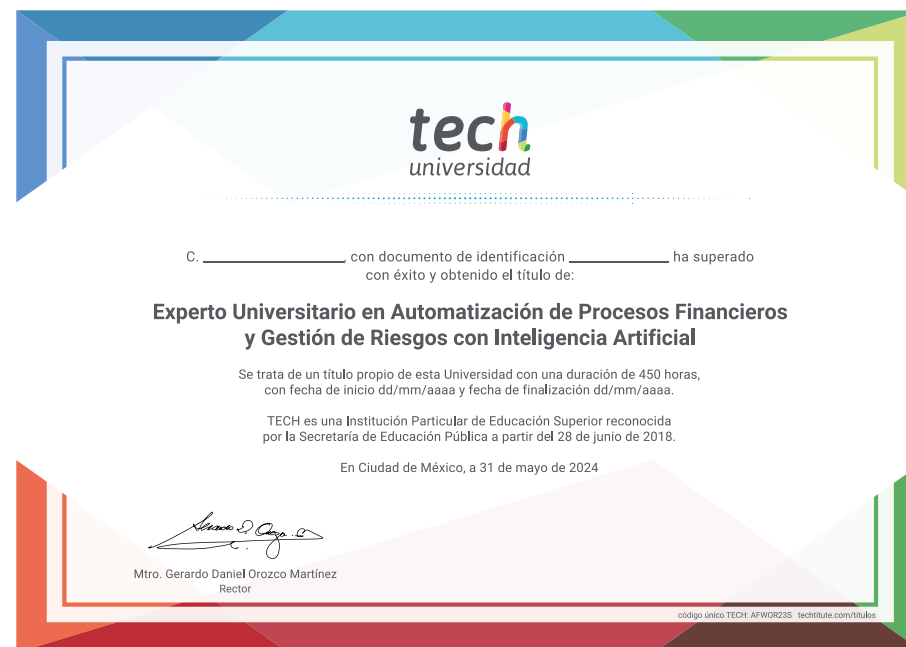 tech
universidad
C. ____________, con documento de identificación ____________ ha superado
con éxito y obtenido el título de:
Experto Universitario en Automatización de Procesos Financieros
y Gestión de Riesgos con Inteligencia Artificial
Se trata de un título propio de esta Universidad con una duración de 450 horas,
con fecha de inicio dd/mm/aaaa y fecha de finalización dd/mm/aaaa.
TECH es una Institución Particular de Educación Superior reconocida
por la Secretaría de Educación Pública a partir del 28 de junio de 2018.
En Ciudad de México, a 31 de mayo de 2024
Mtro. Gerardo Daniel Orozco Martínez
Rector
código único TECH: AFWOR23S techtitute.com/titulos